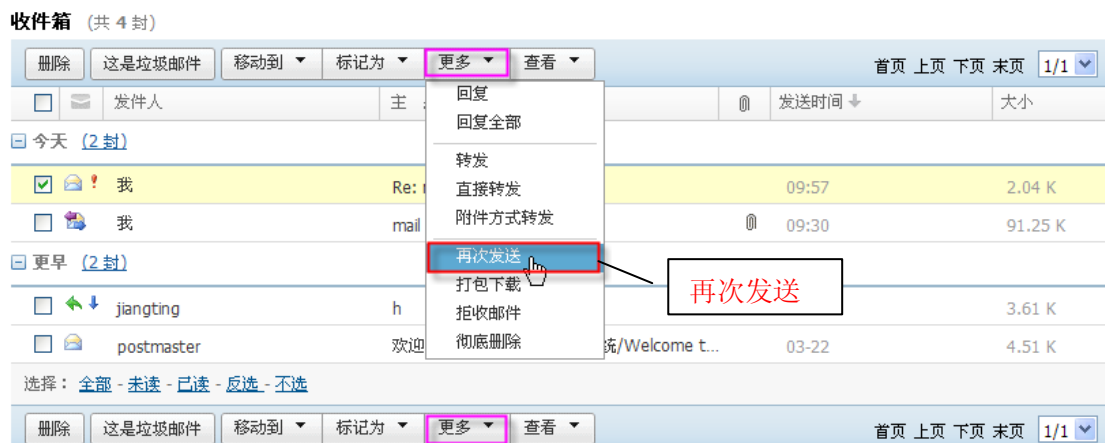 收件箱 (共 4 封)
删除 这是垃圾邮件 移动到 标记为 更多 查看 首页 上页 下页 末页 1/1
发件人 主 发送时间 大小
回复
回复全部
今天 (2 封)
转发
我 Re: 直接转发 09:57 2.04 K
我 mail 附件方式转发 09:30 91.25 K
再次发送
更早 (2 封)
打包下载 再次发送
jiangting h 拒收邮件 3.61 K
postmaster 欢迎 彻底删除 统/Welcome t... 03-22 4.51 K
选择： 全部 - 未读 - 已读 - 反选 - 不选
删除 这是垃圾邮件 移动到 标记为 更多 查看 首页 上页 下页 末页 1/1